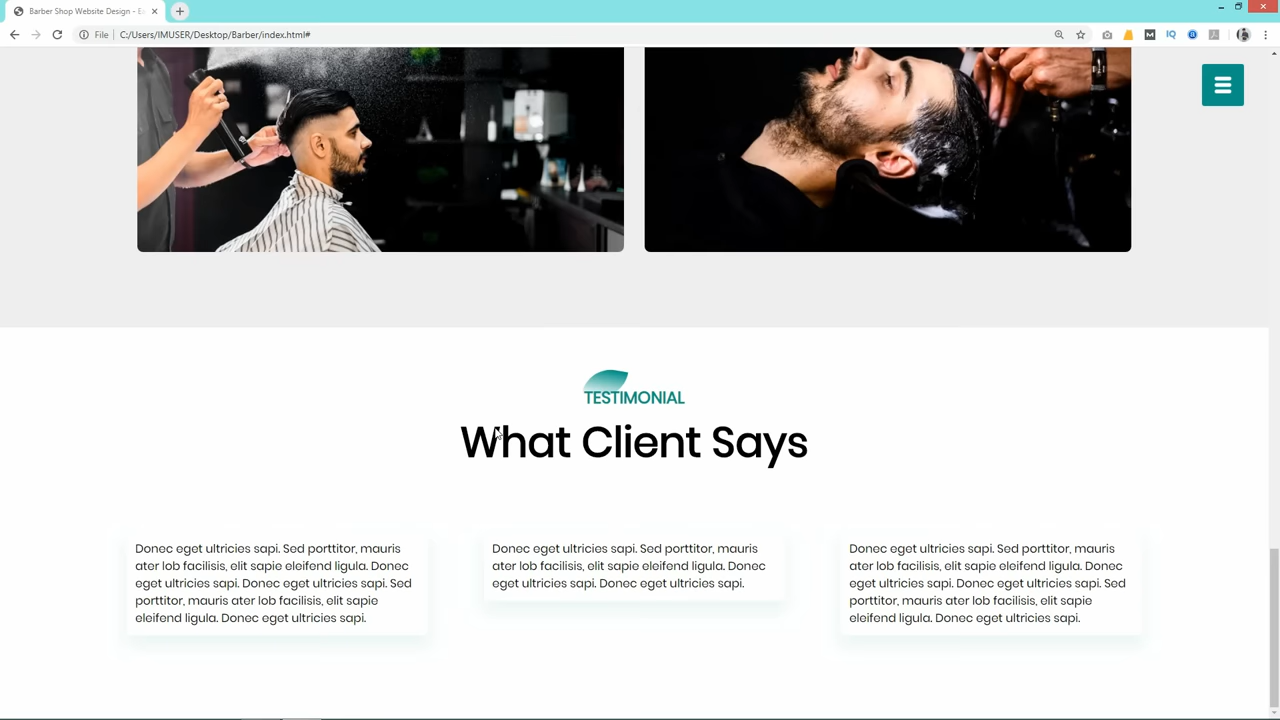 Barber Shop Website Design - E
File
C:/Users/IMUSER/Desktop/Barber/index.html#
IQ
TESTIMONIAL
What Client Says
Donec eget ultricies sapi. Sed porttitor, mauris
ater lob facilisis, elit sapie eleifend ligula. Donec
eget ultricies sapi. Donec eget ultricies sapi. Sed
porttitor, mauris ater lob facilisis, elit sapie
eleifend ligula. Donec eget ultricies sapi.
Donec eget ultricies sapi. Sed porttitor, mauris
ater lob facilisis, elit sapie eleifend ligula. Donec
eget ultricies sapi. Donec eget ultricies sapi.
Donec eget ultricies sapi. Sed porttitor, mauris
ater lob facilisis, elit sapie eleifend ligula. Donec
eget ultricies sapi. Donec eget ultricies sapi. Sed
porttitor, mauris ater lob facilisis, elit sapie
eleifend ligula. Donec eget ultricies sapi.